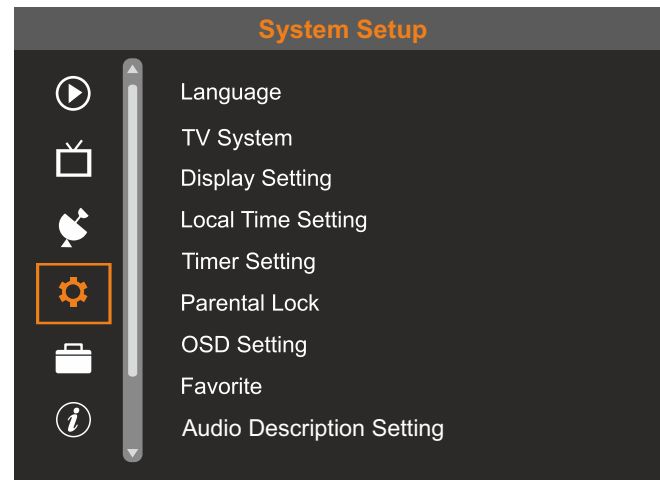 System Setup
Language
TV System
Display Setting
Local Time Setting
Timer Setting
Parental Lock
OSD Setting
Favorite
Audio Description Setting